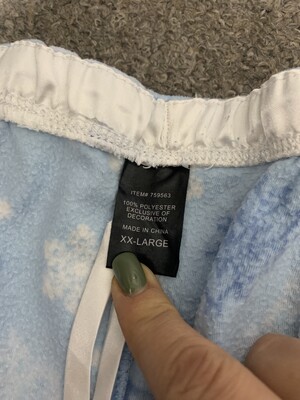 ITEM# 759563
100% POLYESTER
EXCLUSIVE OF
DECORATION
MADE IN CHINA
XX-LARGE